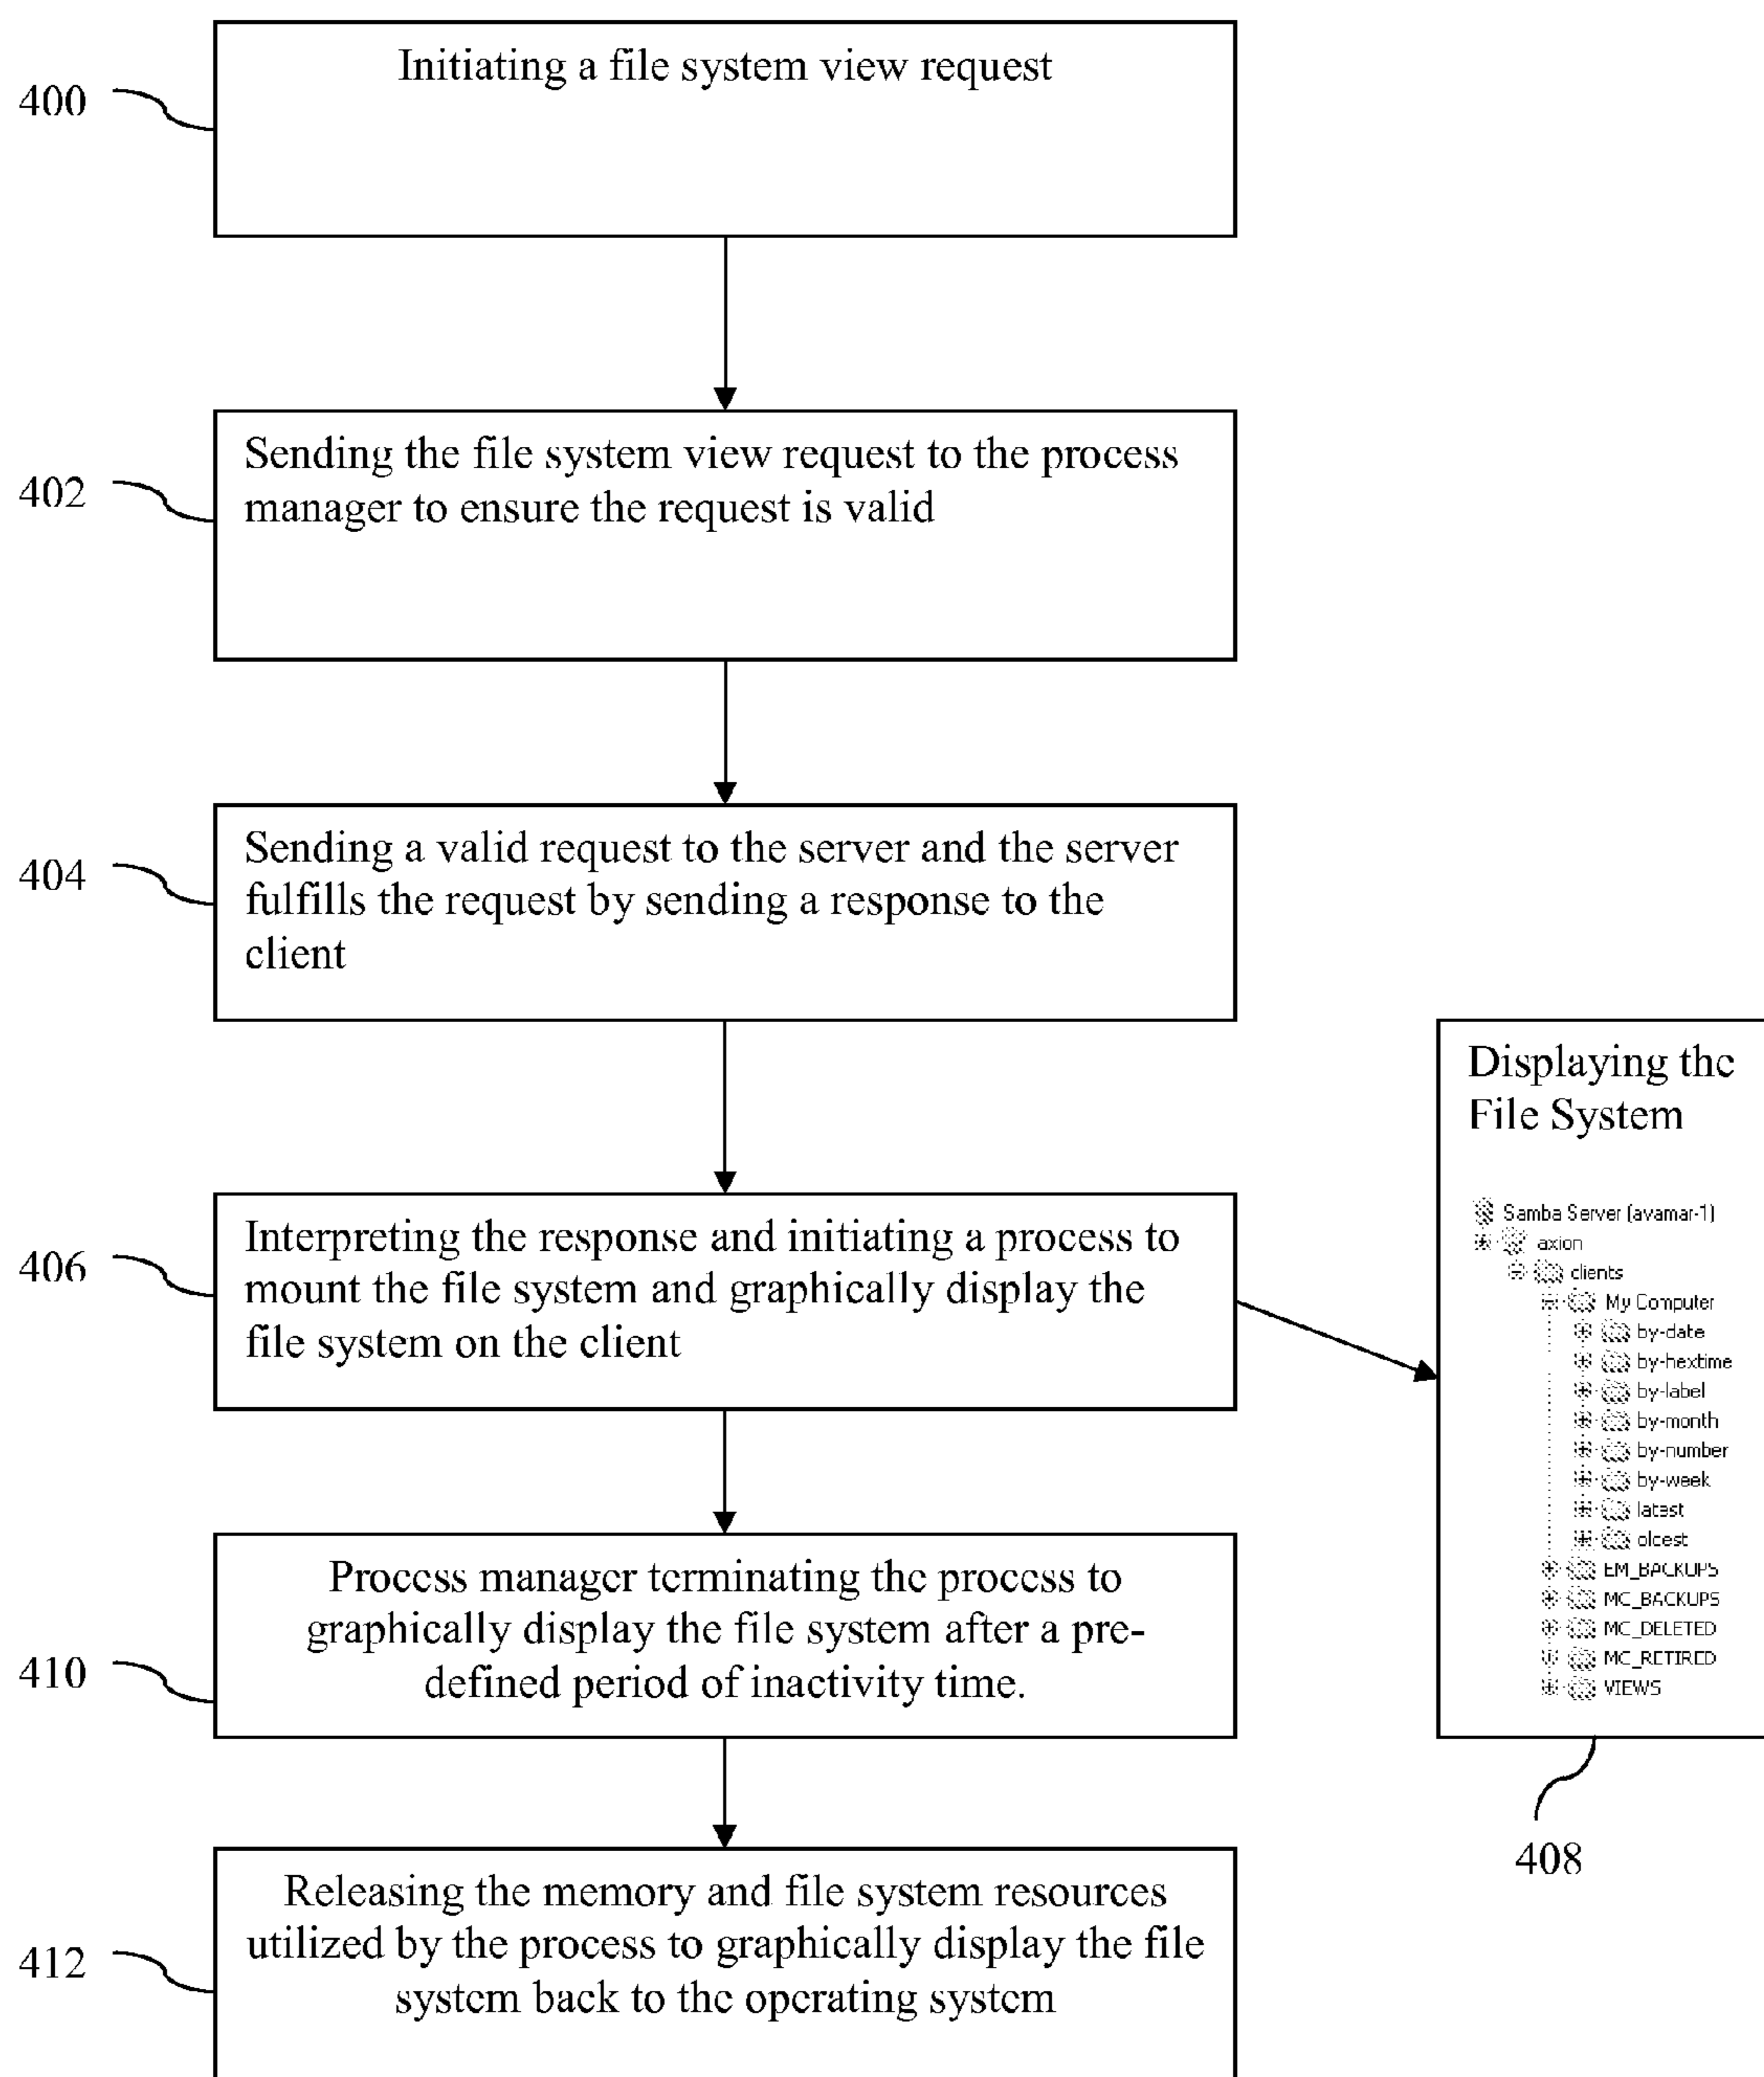 400
Initiating a file system view request
402
Sending the file system view request to the process
manager to ensure the request is valid
404
Sending a valid request to the server and the server
fulfills the request by sending a response to the
client
406
Interpreting the response and initiating a process to
mount the file system and graphically display the
file system on the client
Displaying the
File System
Samba Server (avamar-1)
axion
clients
My Computer
by-date
by-hextime
by-label
by-month
by-number
by-week
latest
olcest
EM_BACKUPS
MC_BACKUPS
MC_DELETED
MC_RETIRED
VIEWS
408
410
Process manager terminating the process to
graphically display the file system after a pre-
defined period of inactivity time.
412
Releasing the memory and file system resources
utilized by the process to graphically display the file
system back to the operating system